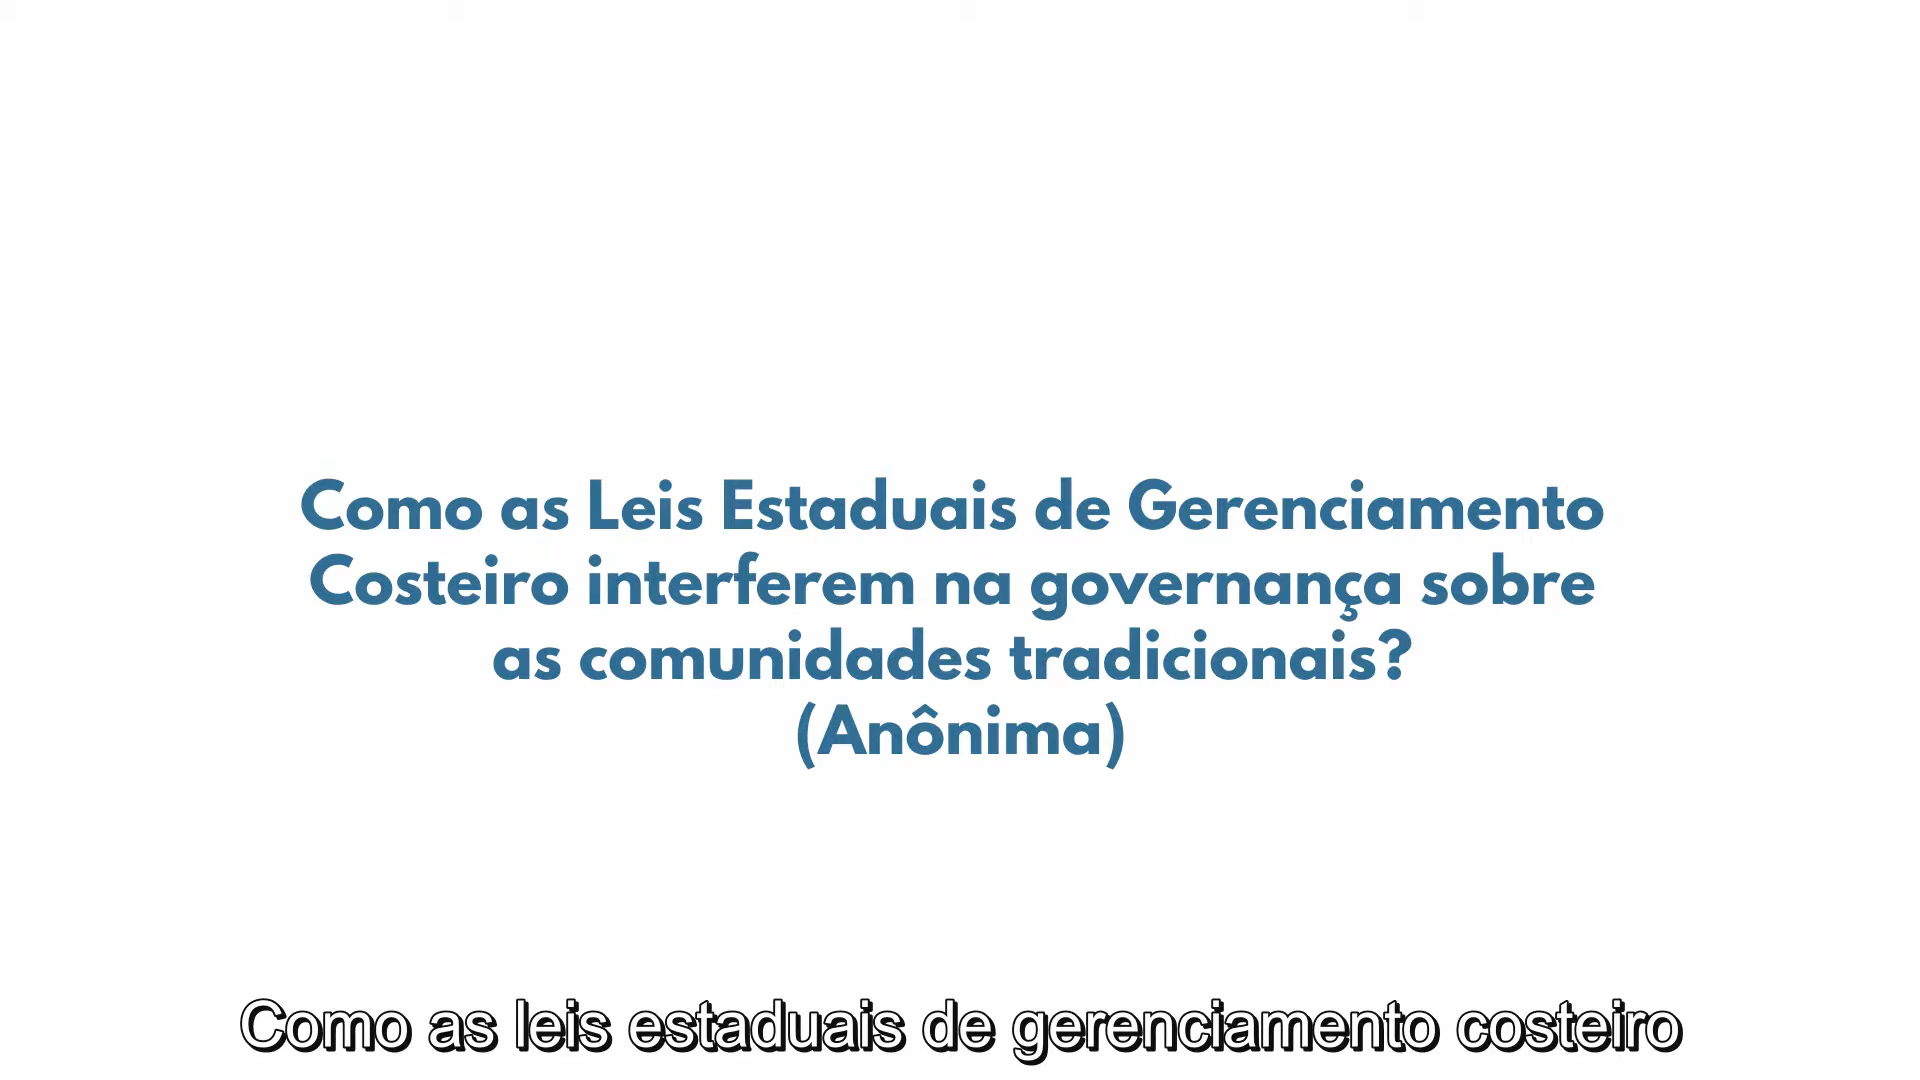 Como as Leis Estaduais de Gerenciamento
Costeiro interferem na governança sobre
as comunidades tradicionais?
(Anônima)
Como as leis estaduais de gerenciamento costeiro